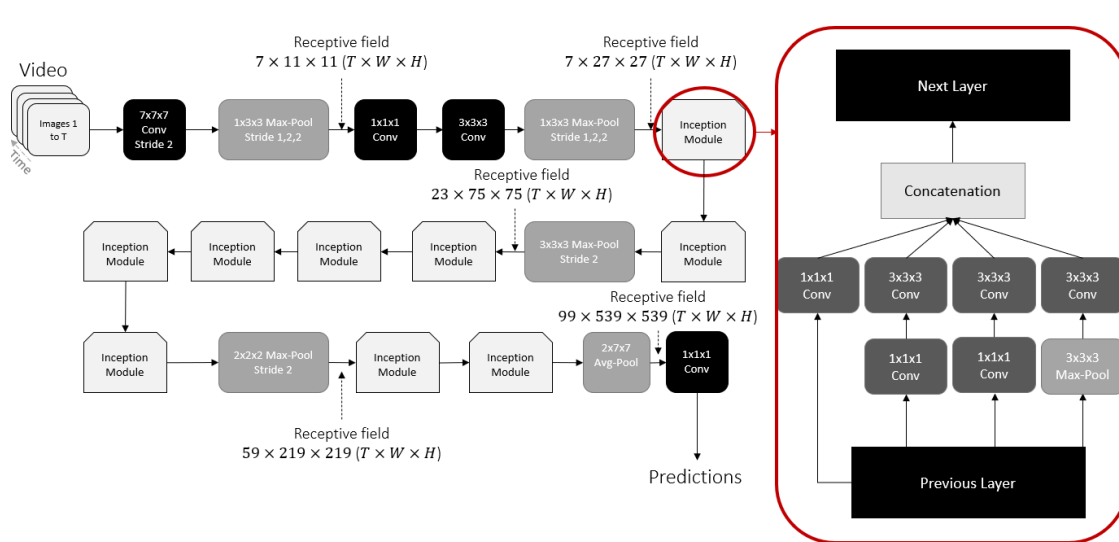 Video
Images 1
to T
Time
7x7x7
Conv
Stride 2
1x3x3 Max-Pool
Stride 1,2,2
Receptive field
7 × 11 × 11 (T × W × H)
1x1x1
Conv
3x3x3
Conv
1x3x3 Max-Pool
Stride 1,2,2
Receptive field
7 × 27 × 27 (T × W × H)
Inception
Module
Inception
Module
3x3x3 Max-Pool
Stride 2
Receptive field
23 × 75 × 75 (T × W × H)
Inception
Module
Inception
Module
Inception
Module
Inception
Module
Inception
Module
2x2x2 Max-Pool
Stride 2
Receptive field
59 × 219 × 219 (T × W × H)
Inception
Module
Inception
Module
2x7x7
Avg-Pool
Receptive field
99 × 539 × 539 (T × W × H)
1x1x1
Conv
Predictions
Next Layer
Concatenation
1x1x1
Conv
3x3x3
Conv
3x3x3
Conv
3x3x3
Conv
1x1x1
Conv
1x1x1
Conv
3x3x3
Max-Pool
Previous Layer